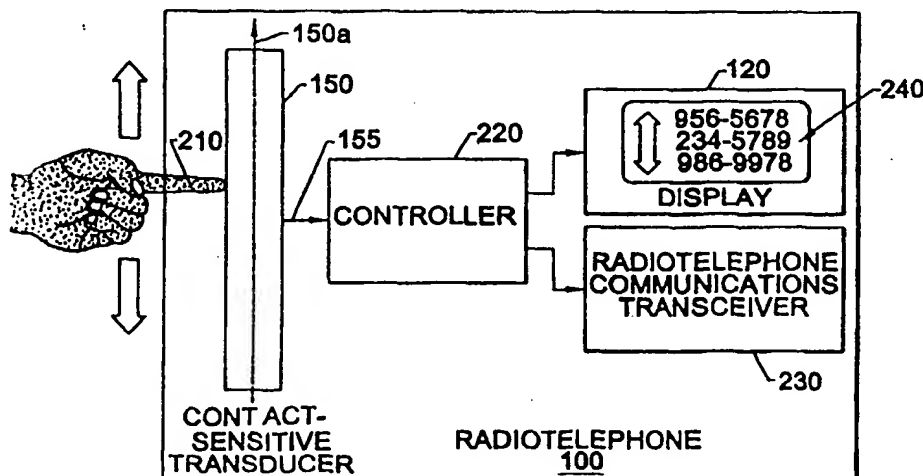 150a
150
210
155
220
120
240
956-5678
234-5789
986-9978
DISPLAY
CONTROLLER
RADIOTELEPHONE
COMMUNICATIONS
TRANSCEIVER
230
CONTACT-
SENSITIVE
TRANSDUCER
RADIOTELEPHONE
100